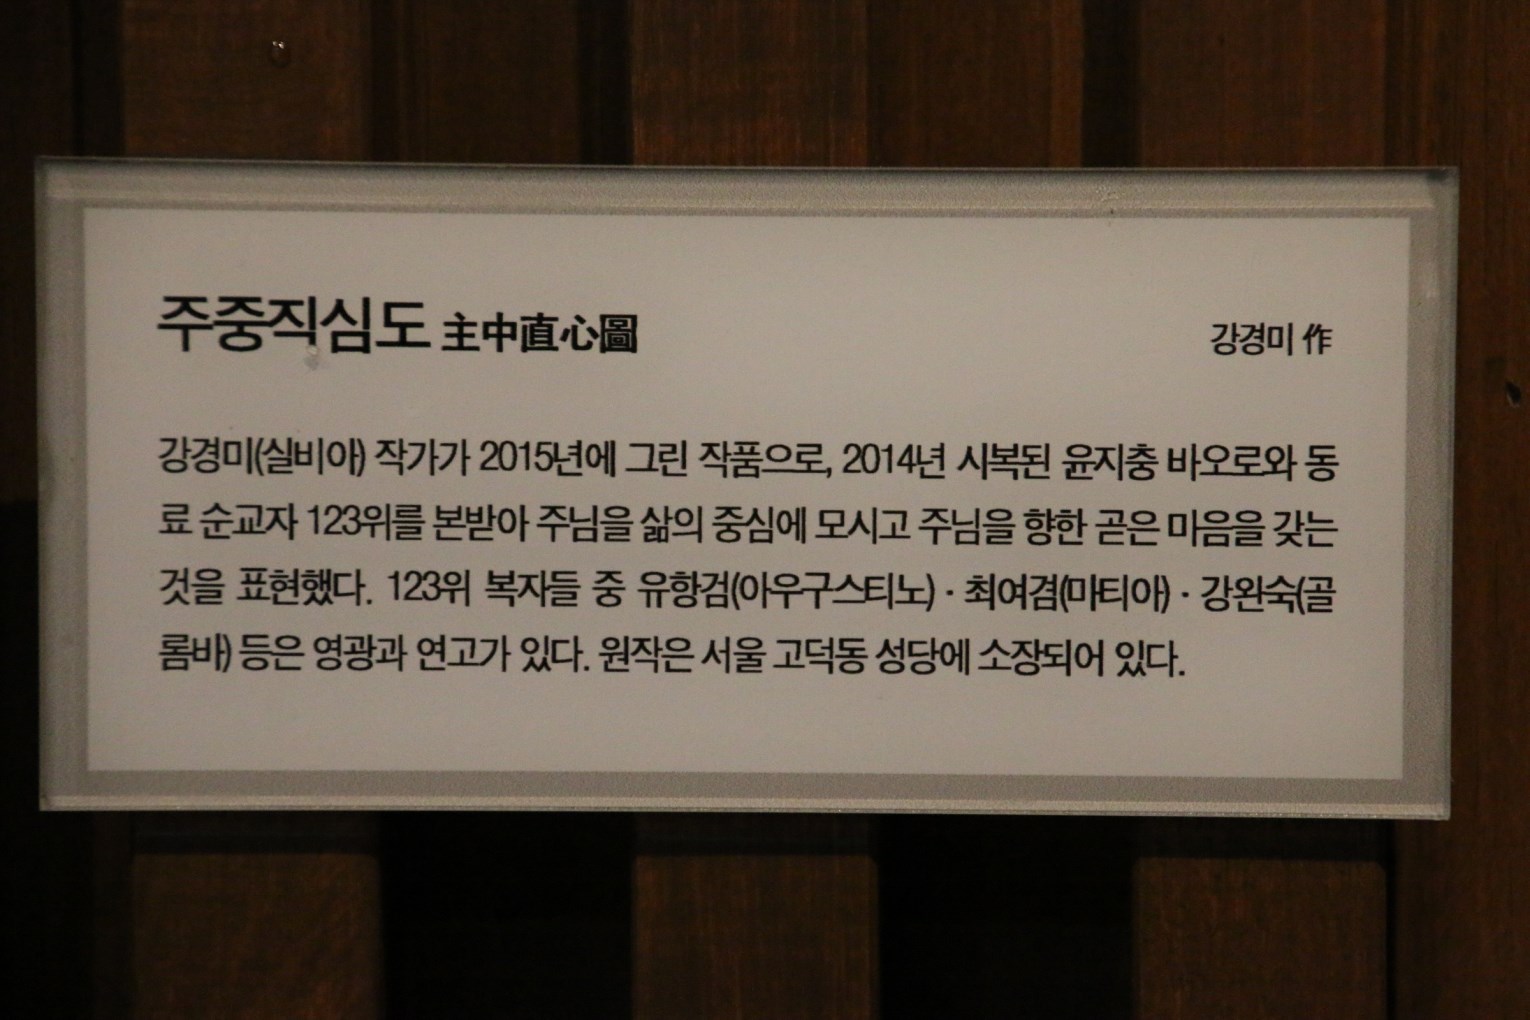 주중직심도 主中直心圖
강경미 作
강경미(실비아) 작가가 2015년에 그린 작품으로, 2014년 시복된 윤지충 바오로와 동
료 순교자 123위를 본받아 주님을 삶의 중심에 모시고 주님을 향한 곧은 마음을 갖는
것을 표현했다. 123위 복자들 중 유항검(아우구스티노)·최여겸(마티아)·강완숙(골
롬바) 등은 영광과 연고가 있다. 원작은 서울 고덕동 성당에 소장되어 있다.